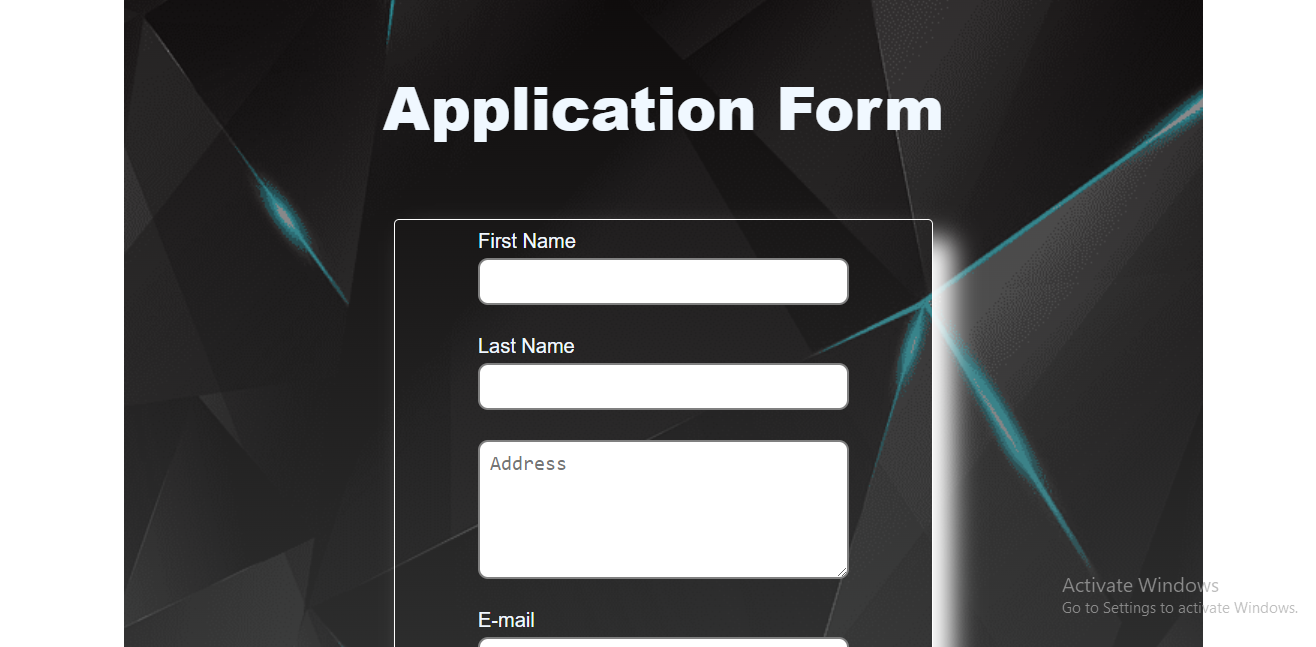 Application Form
First Name
Last Name
Address
E-mail
Activate Windows
Go to Settings to activate Windows.